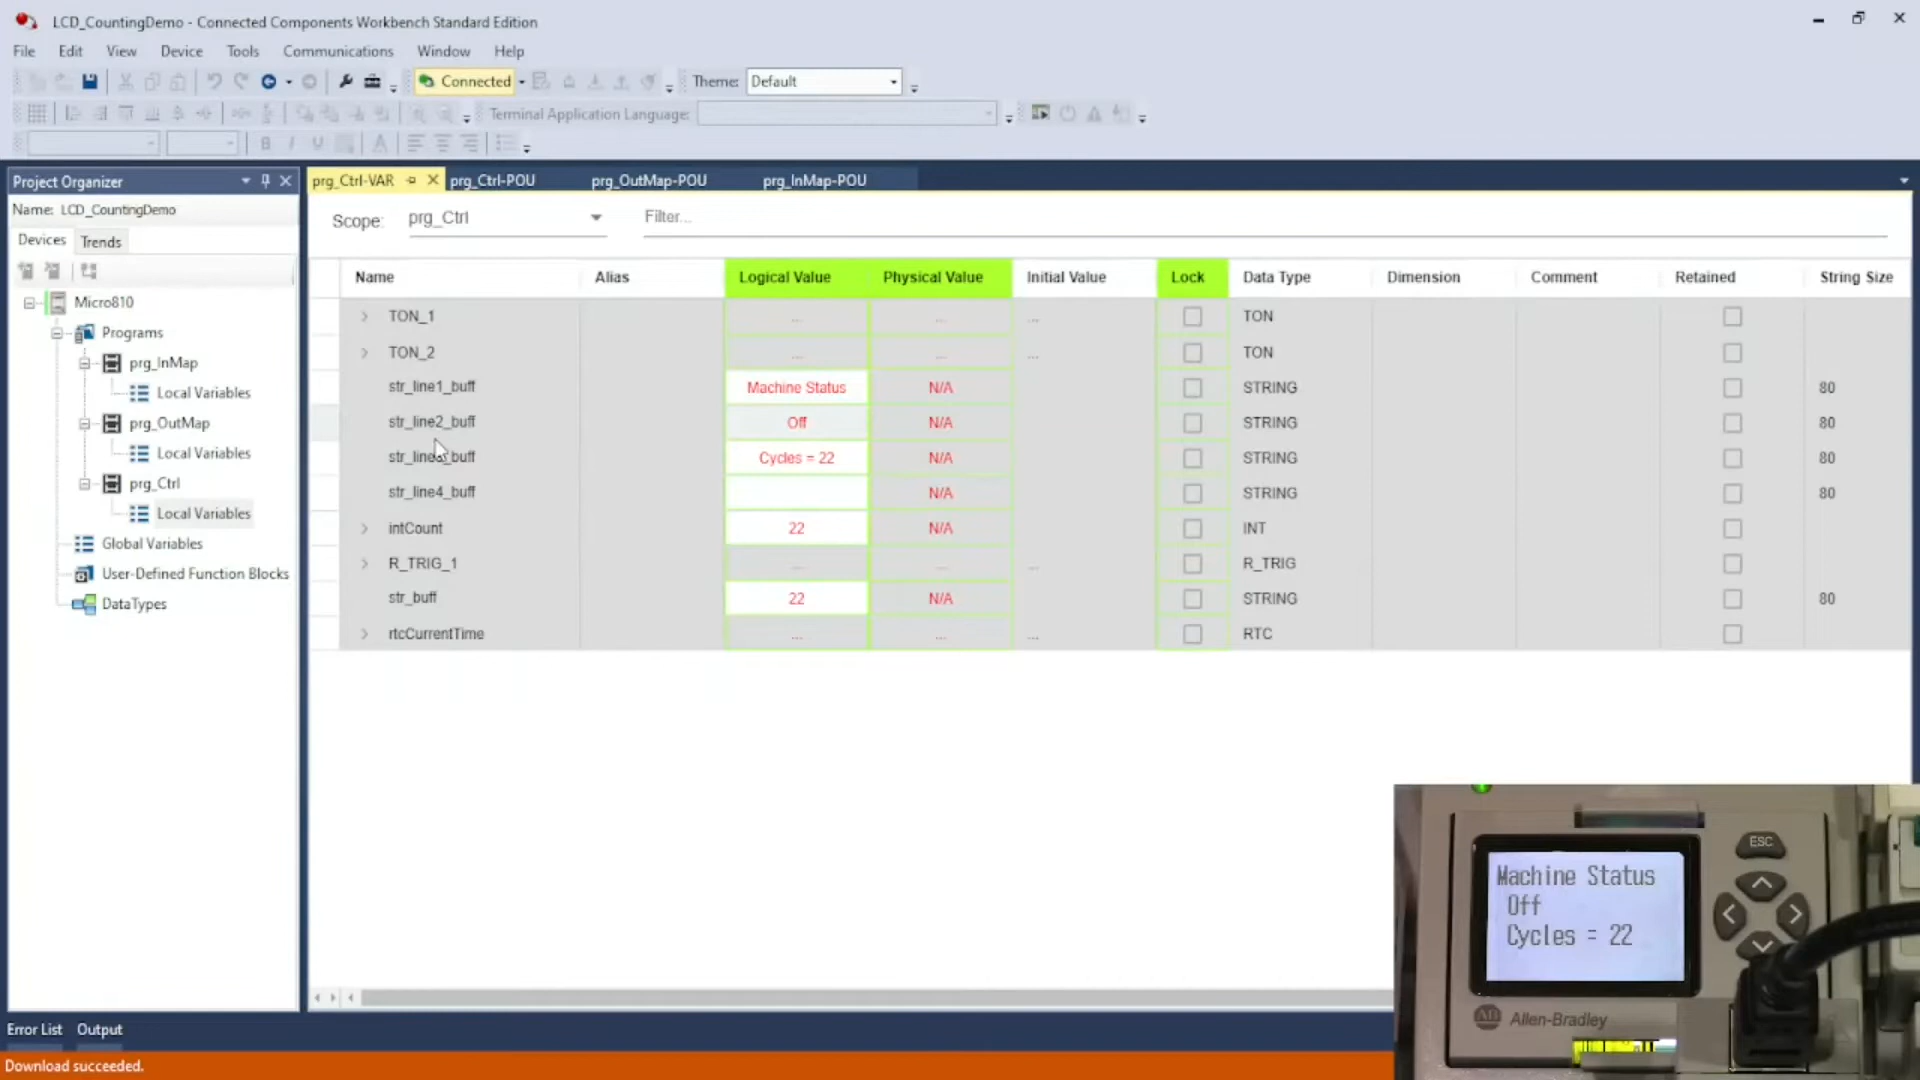 LCD_CountingDemo - Connected Components Workbench Standard Edition
File Edit View Device Tools Communications Window Help
Connected Theme: Default
Terminal Application Language:
Project Organizer
Name: LCD_CountingDemo
Devices Trends
Micro810
Programs
prg_InMap
Local Variables
prg_OutMap
Local Variables
prg_Ctrl
Local Variables
Global Variables
User-Defined Function Blocks
DataTypes
prg_Ctrl-VAR prg_Ctrl-POU prg_OutMap-POU prg_InMap-POU
Scope: prg_Ctrl Filter...
Name Alias Logical Value Physical Value Initial Value Lock Data Type Dimension Comment Retained String Size
TON_1 ... ... ... TON
TON_2 ... ... ... TON
str_line1_buff Machine Status N/A STRING 80
str_line2_buff Off N/A STRING 80
Cycles = 22 N/A STRING 80
str_line4_buff N/A STRING 80
intCount 22 N/A INT
R_TRIG_1 ... ... ... R_TRIG
str_buff 22 N/A STRING 80
rtcCurrentTime ... ... ... RTC
Machine Status
Off
Cycles = 22
ESC
AB Allen-Bradley
Error List Output
Download succeeded.